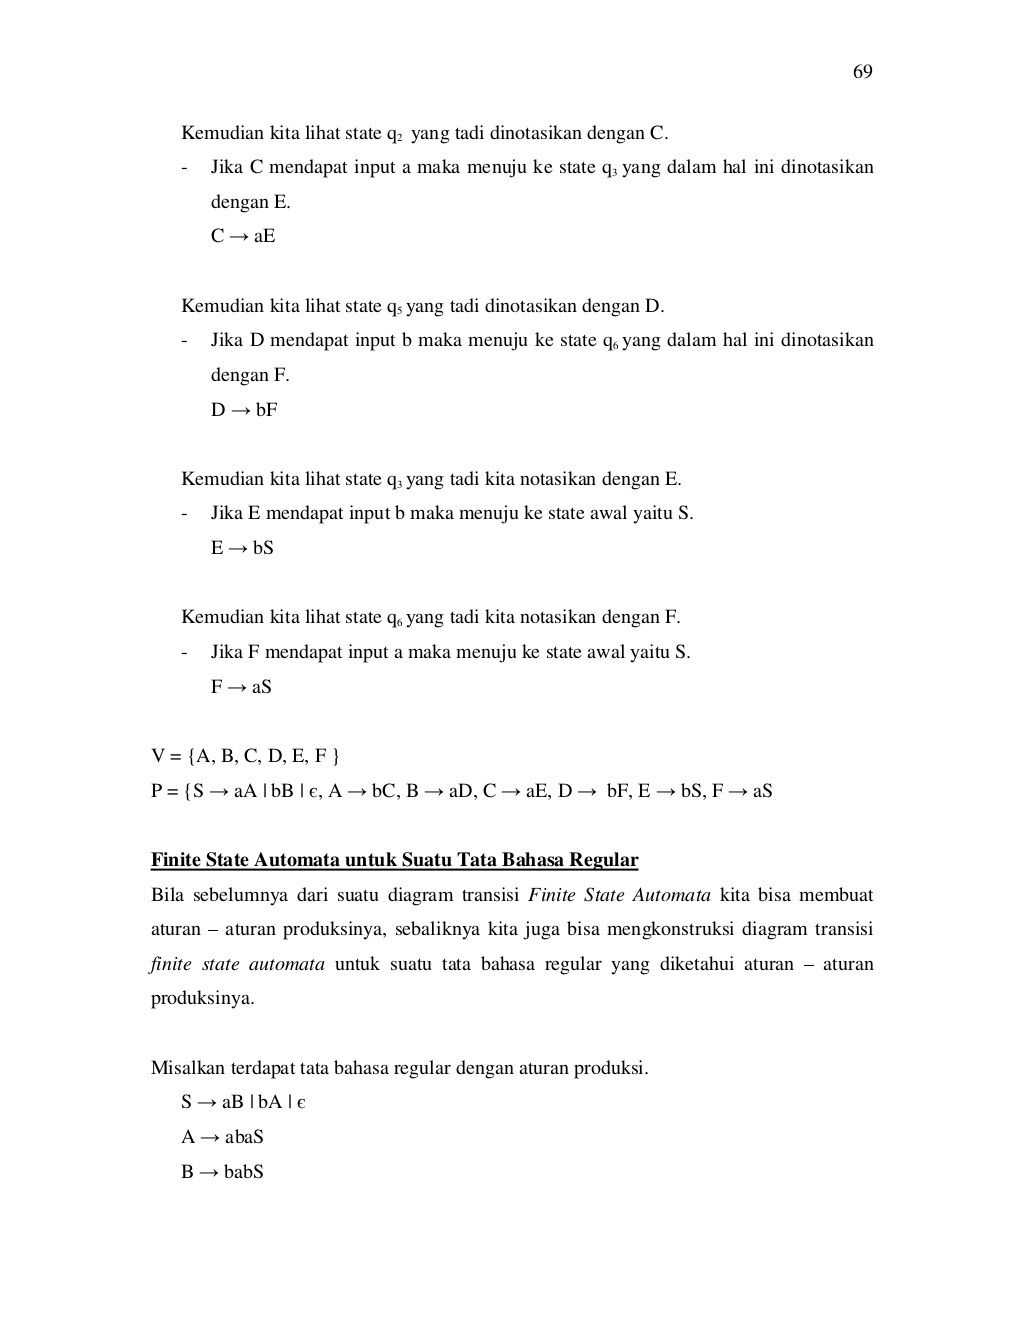 69
Kemudian kita lihat state q₂ yang tadi dinotasikan dengan C.
- Jika C mendapat input a maka menuju ke state q₃ yang dalam hal ini dinotasikan
dengan E.
C → aE
Kemudian kita lihat state q₅ yang tadi dinotasikan dengan D.
- Jika D mendapat input b maka menuju ke state q₆ yang dalam hal ini dinotasikan
dengan F.
D → bF
Kemudian kita lihat state q₃ yang tadi kita notasikan dengan E.
- Jika E mendapat input b maka menuju ke state awal yaitu S.
E → bS
Kemudian kita lihat state q₆ yang tadi kita notasikan dengan F.
- Jika F mendapat input a maka menuju ke state awal yaitu S.
F → aS
V = {A, B, C, D, E, F }
P = {S → aA | bB | є, A → bC, B → aD, C → aE, D → bF, E → bS, F → aS
Finite State Automata untuk Suatu Tata Bahasa Regular
Bila sebelumnya dari suatu diagram transisi Finite State Automata kita bisa membuat
aturan – aturan produksinya, sebaliknya kita juga bisa mengkonstruksi diagram transisi
finite state automata untuk suatu tata bahasa regular yang diketahui aturan – aturan
produksinya.
Misalkan terdapat tata bahasa regular dengan aturan produksi.
S → aB | bA | є
A → abaS
B → babS